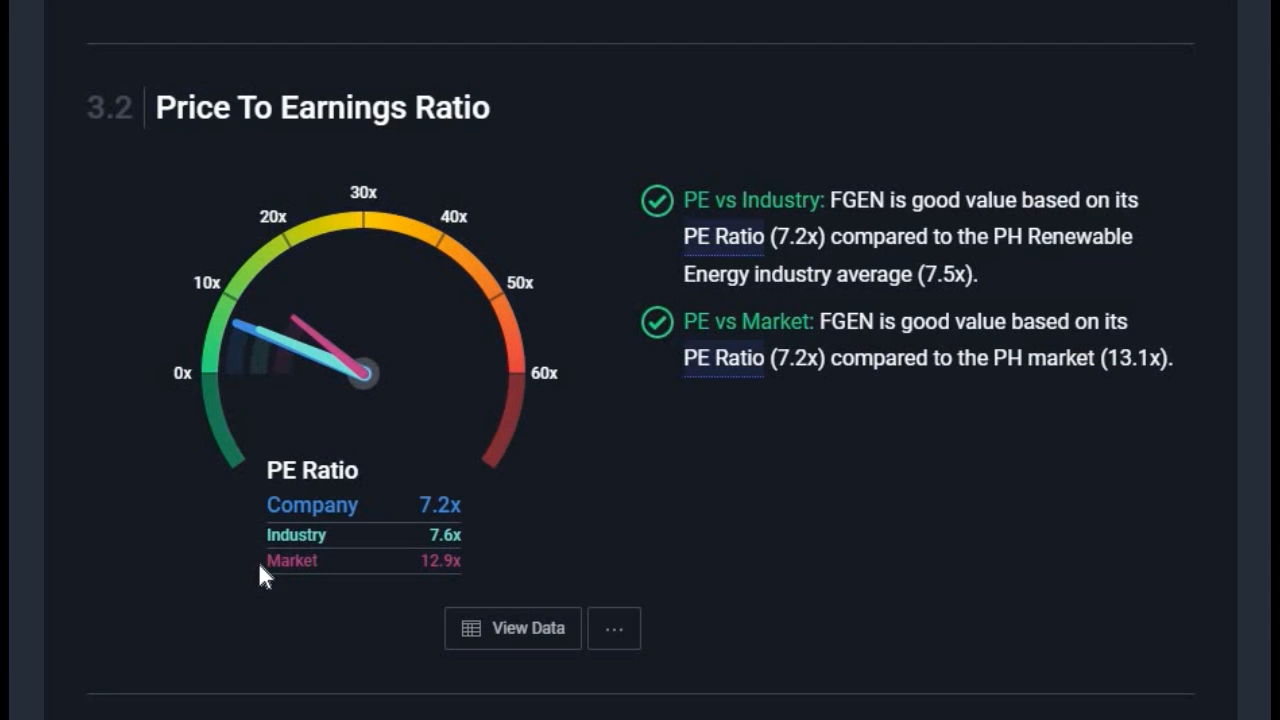 3.2 Price To Earnings Ratio
30x
20x
40x
10x
50x
0x
60x
PE Ratio
Company 7.2x
Industry 7.6x
Market 12.9x
PE vs Industry: FGEN is good value based on its
PE Ratio (7.2x) compared to the PH Renewable
Energy industry average (7.5x).
PE vs Market: FGEN is good value based on its
PE Ratio (7.2x) compared to the PH market (13.1x).
View Data
...